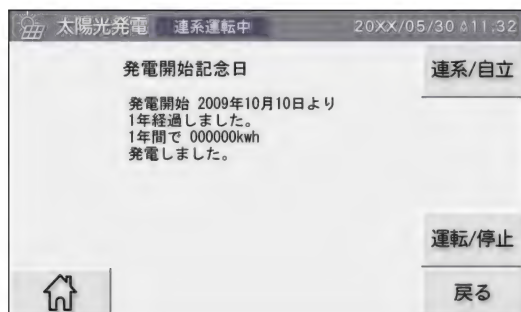 太陽光発電 連系運転中 20XX/05/30 11:32
発電開始記念日
連系/自立
発電開始 2009年10月10日より
1年経過しました。
1年間で 000000kwh
発電しました。
運転/停止
戻る